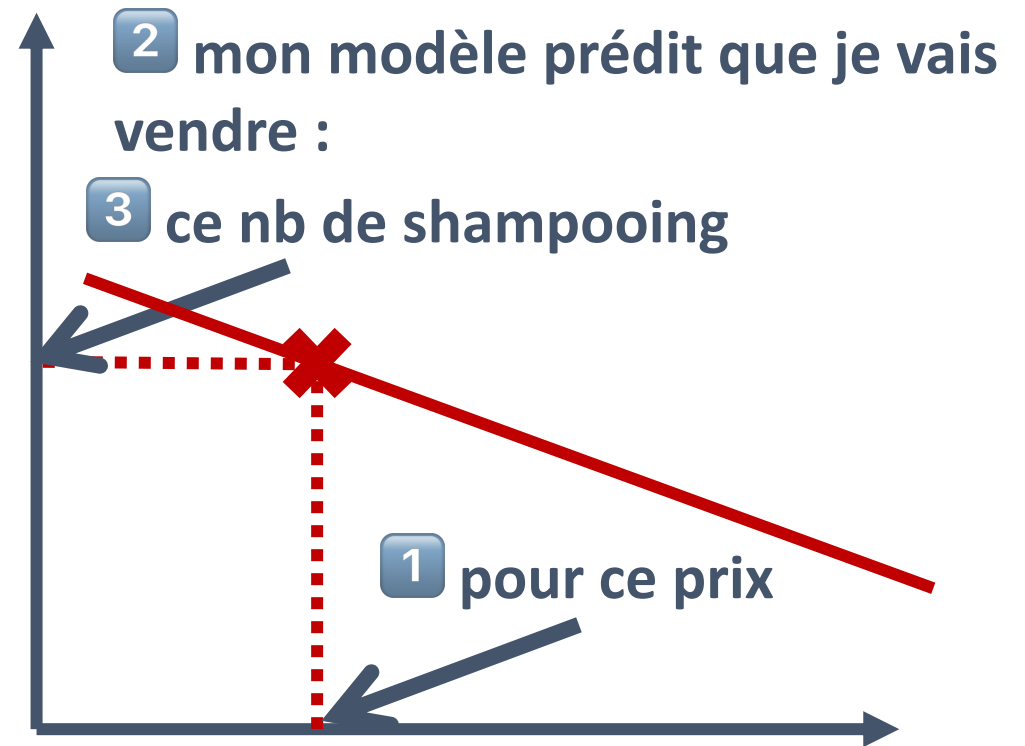 2 mon modèle prédit que je vais
vendre :
3 ce nb de shampooing
1 pour ce prix